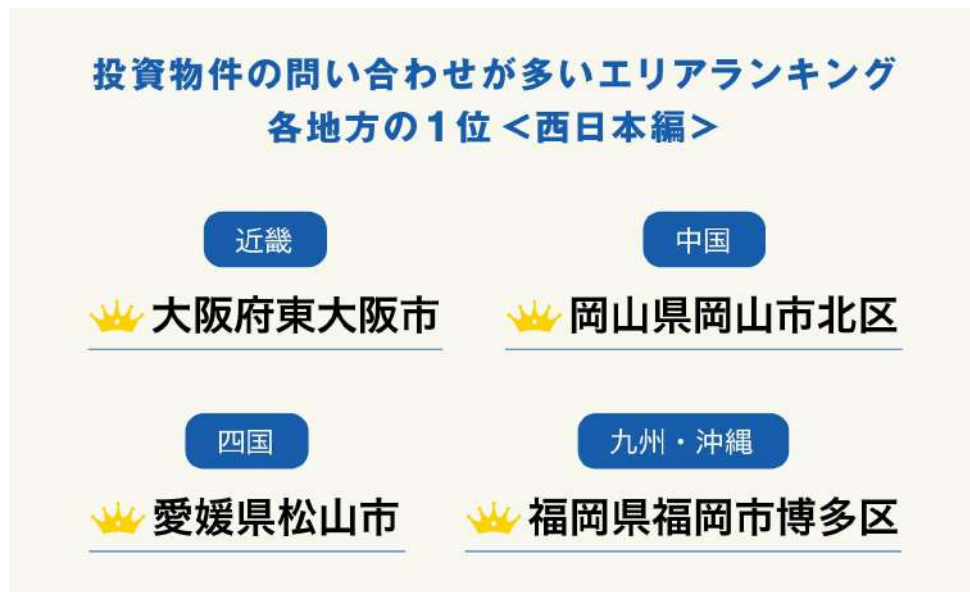 投資物件の問い合わせが多いエリアランキング
各地方の1位<西日本編>
近畿
大阪府東大阪市
中国
岡山県岡山市北区
四国
愛媛県松山市
九州・沖縄
福岡県福岡市博多区